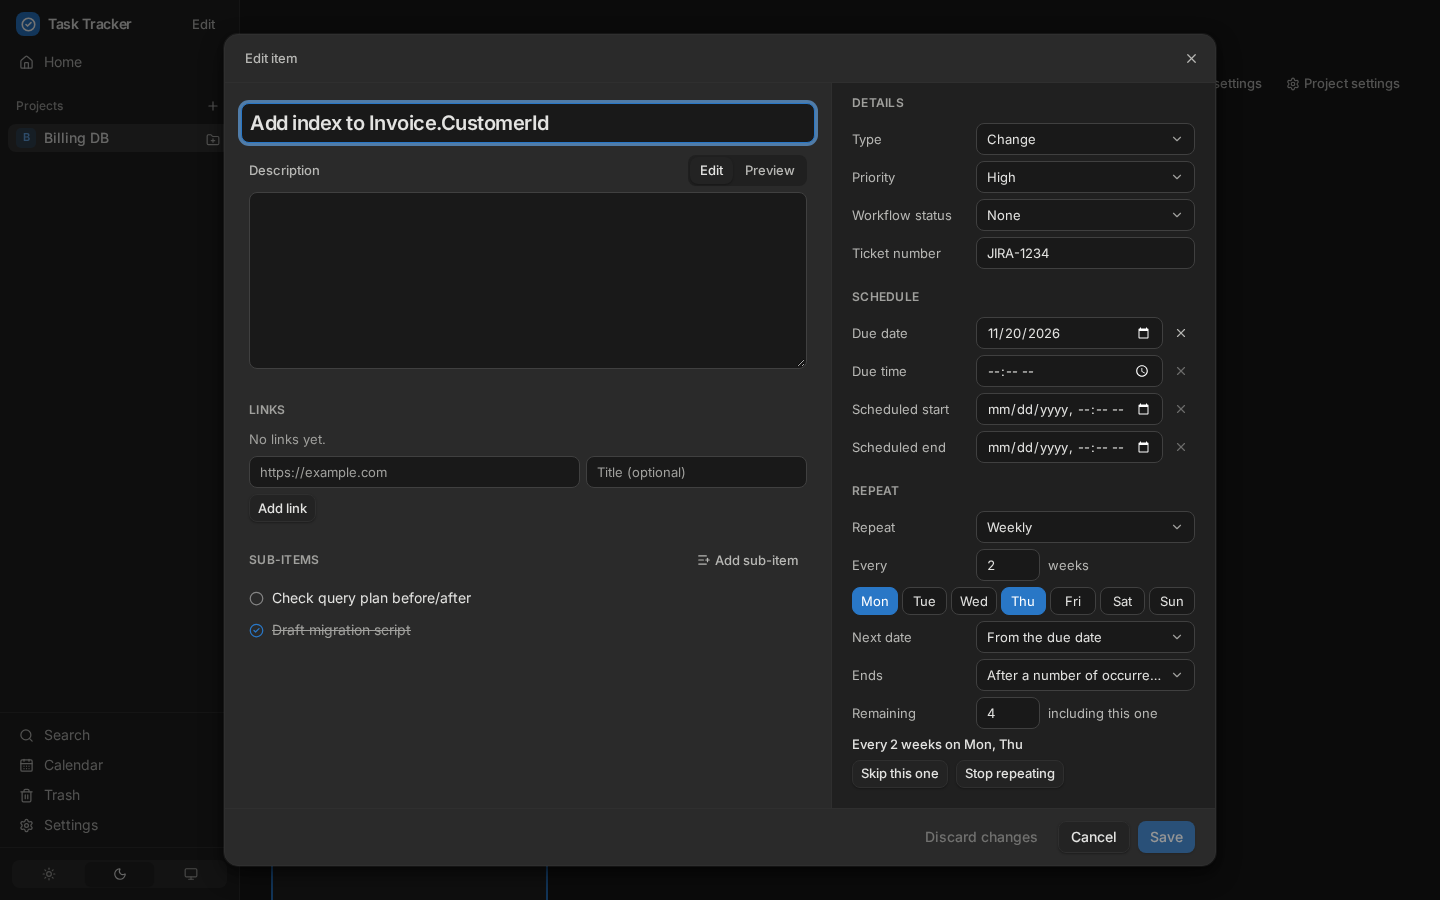 Task Tracker
Edit
Home
Projects
B Billing DB
Search
Calendar
Trash
Settings
settings
Project settings
Edit item
Add index to Invoice.CustomerId
Description
Edit
Preview
LINKS
No links yet.
https://example.com
Title (optional)
Add link
SUB-ITEMS
Add sub-item
Check query plan before/after
Draft migration script
DETAILS
Type
Change
Priority
High
Workflow status
None
Ticket number
JIRA-1234
SCHEDULE
Due date
11/20/2026
Due time
--:-- --
Scheduled start
mm/dd/yyyy, --:-- --
Scheduled end
mm/dd/yyyy, --:-- --
REPEAT
Repeat
Weekly
Every
2
weeks
Mon Tue Wed Thu Fri Sat Sun
Next date
From the due date
Ends
After a number of occurre...
Remaining
4
including this one
Every 2 weeks on Mon, Thu
Skip this one
Stop repeating
Discard changes
Cancel
Save